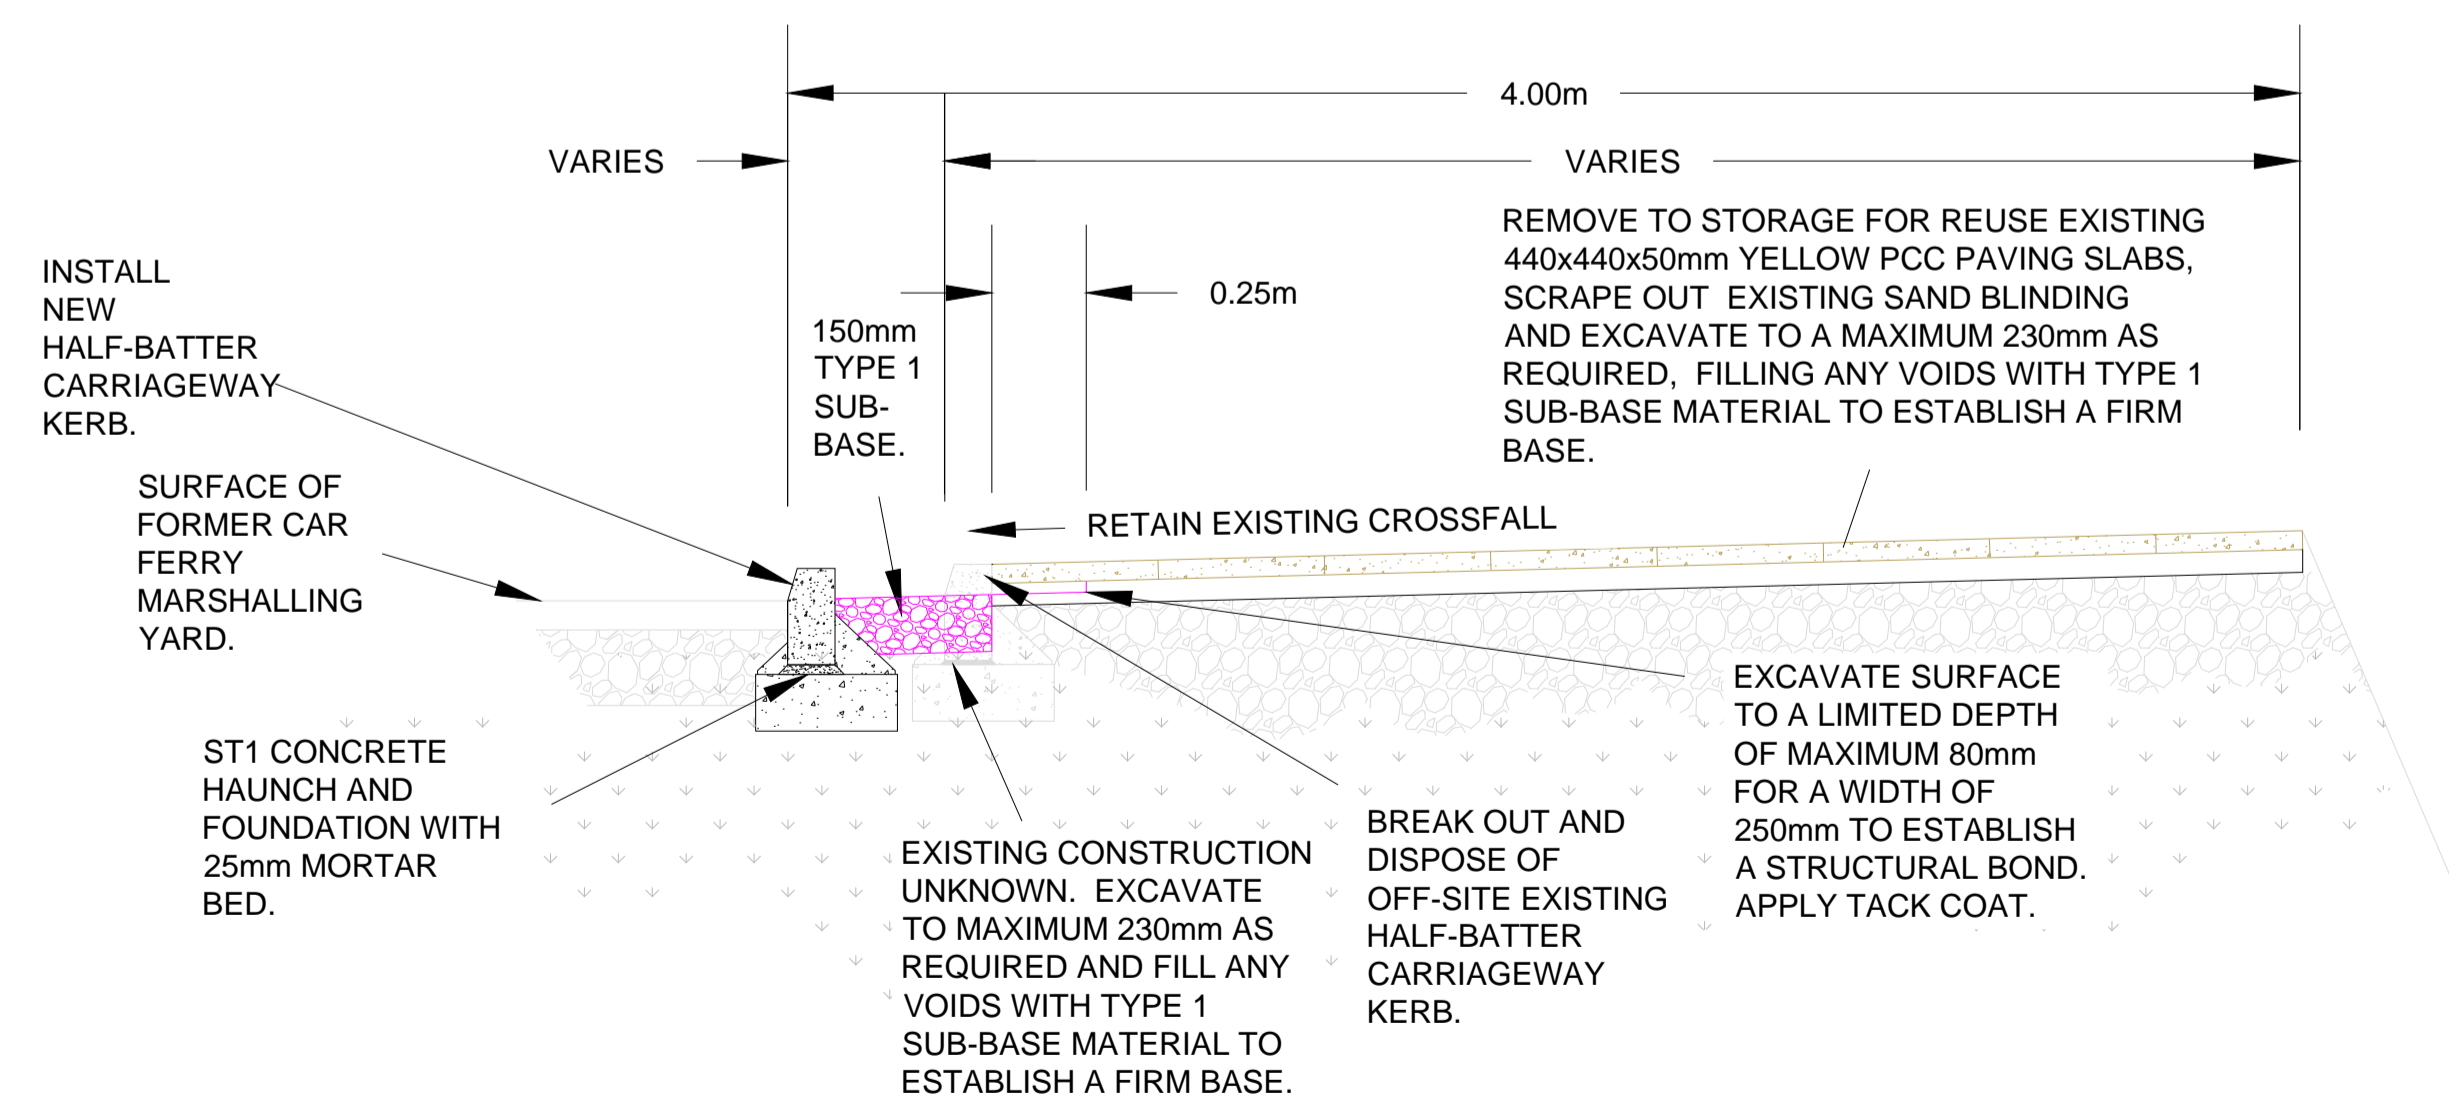 4.00m
VARIES
VARIES
REMOVE TO STORAGE FOR REUSE EXISTING
440x440x50mm YELLOW PCC PAVING SLABS,
SCRAPE OUT EXISTING SAND BLINDING
AND EXCAVATE TO A MAXIMUM 230mm AS
REQUIRED, FILLING ANY VOIDS WITH TYPE 1
SUB-BASE MATERIAL TO ESTABLISH A FIRM
BASE.
INSTALL
NEW
HALF-BATTER
CARRIAGEWAY
KERB.
0.25m
150mm
TYPE 1
SUB-
BASE.
SURFACE OF
FORMER CAR
FERRY
MARSHALLING
YARD.
RETAIN EXISTING CROSSFALL
ST1 CONCRETE
HAUNCH AND
FOUNDATION WITH
25mm MORTAR
BED.
EXISTING CONSTRUCTION
UNKNOWN. EXCAVATE
TO MAXIMUM 230mm AS
REQUIRED AND FILL ANY
VOIDS WITH TYPE 1
SUB-BASE MATERIAL TO
ESTABLISH A FIRM BASE.
BREAK OUT AND
DISPOSE OF
OFF-SITE EXISTING
HALF-BATTER
CARRIAGEWAY
KERB.
EXCAVATE SURFACE
TO A LIMITED DEPTH
OF MAXIMUM 80mm
FOR A WIDTH OF
250mm TO ESTABLISH
A STRUCTURAL BOND.
APPLY TACK COAT.